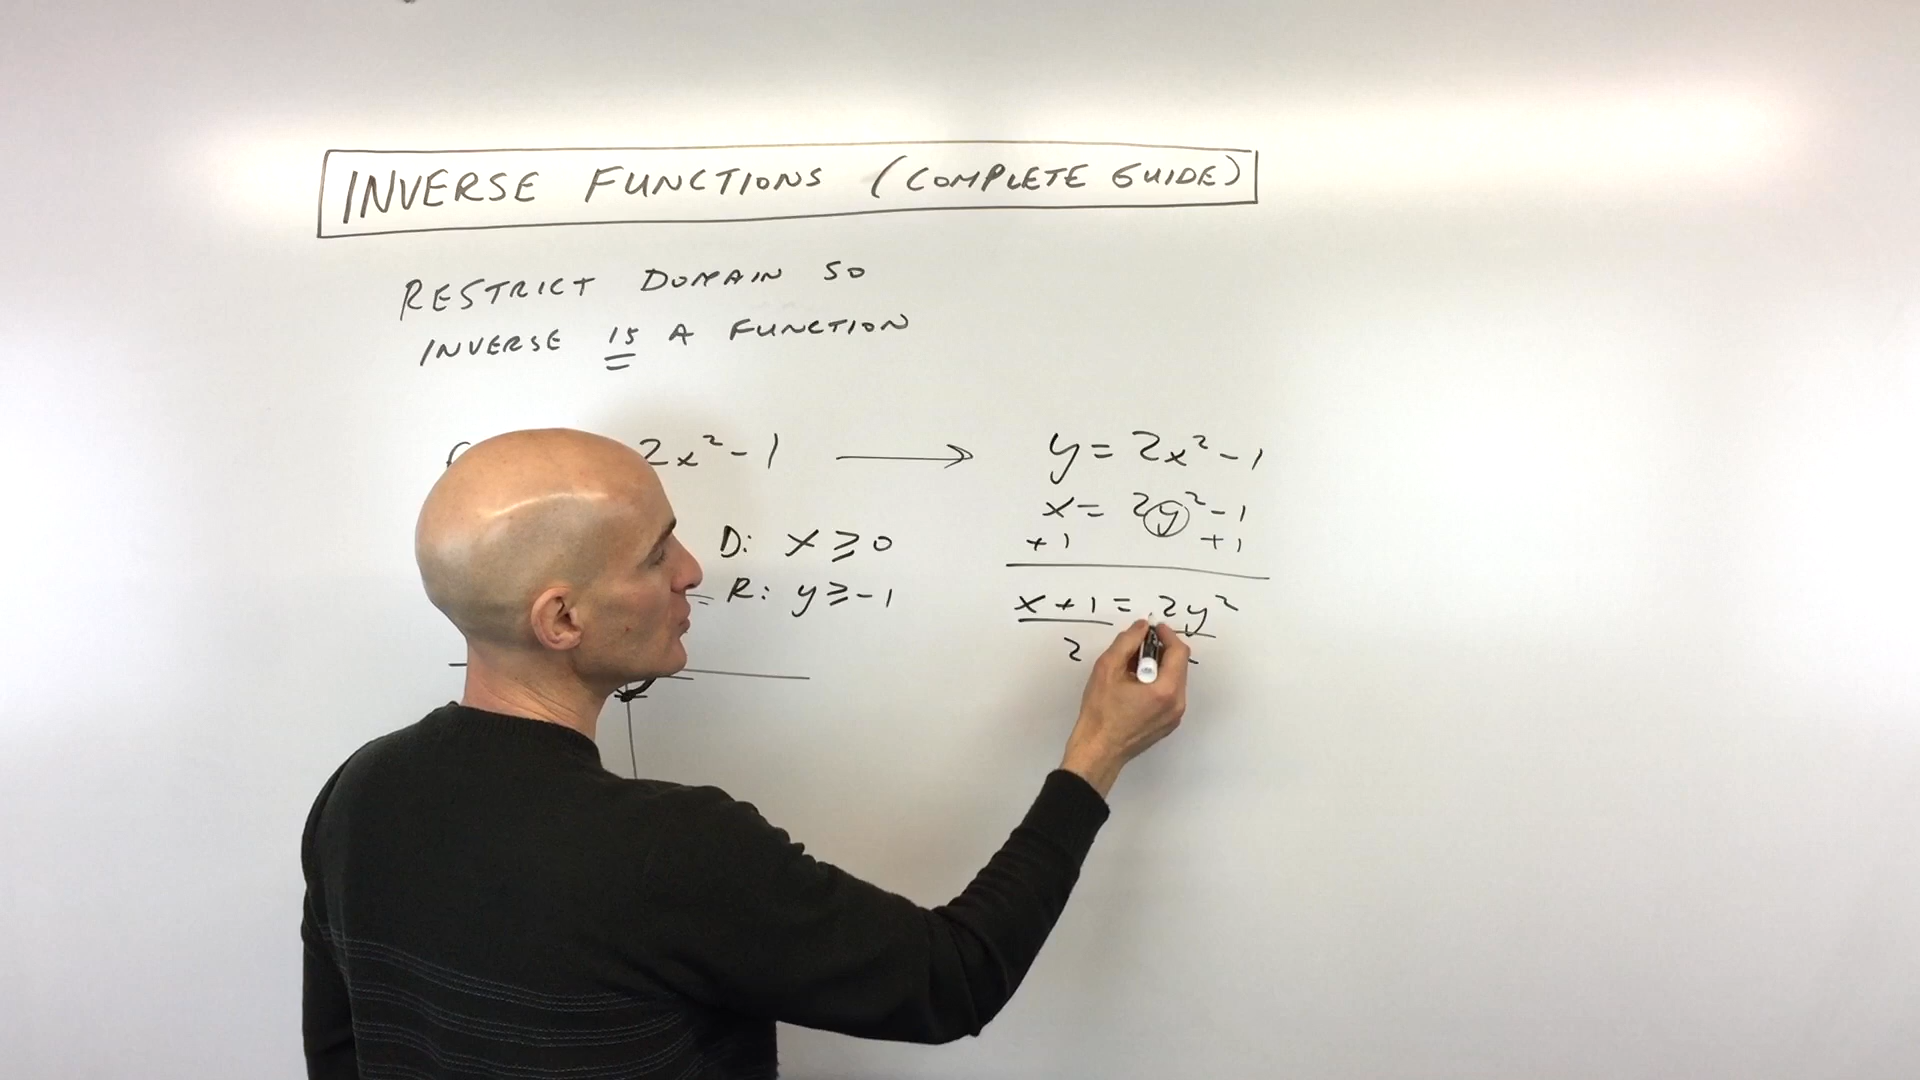 INVERSE FUNCTIONS (COMPLETE GUIDE)
RESTRICT DOMAIN SO
INVERSE IS A FUNCTION
2x²-1 → y = 2x²-1
x = 2y²-1
+1 +1
D: x ≥ 0
R: y ≥ -1
x+1 = 2y²
2